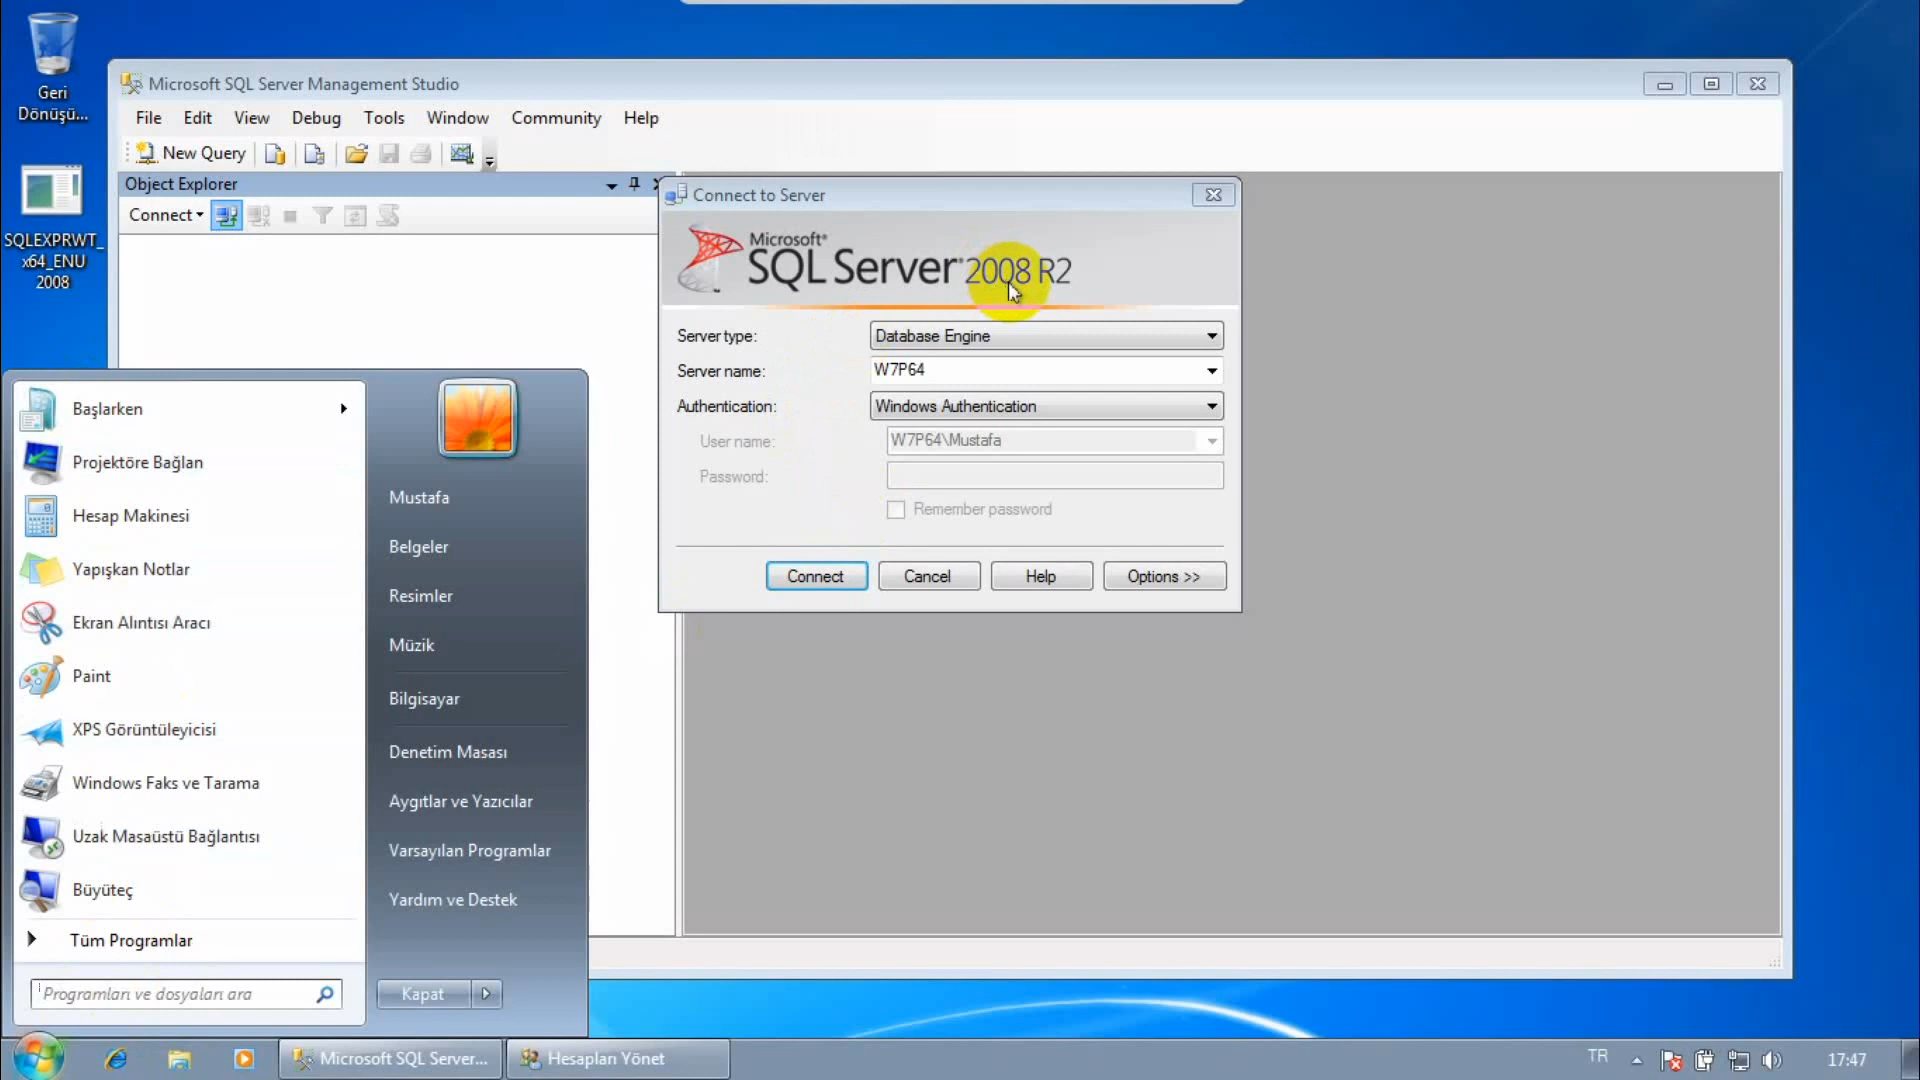 Geri
Dönüşü...
SQLEXPRWT_
x64_ENU
2008
Microsoft SQL Server Management Studio
File Edit View Debug Tools Window Community Help
New Query
Object Explorer
Connect
Connect to Server
Microsoft®
SQL Server® 2008 R2
Server type: Database Engine
Server name: W7P64
Authentication: Windows Authentication
User name: W7P64\Mustafa
Password:
Remember password
Connect Cancel Help Options >>
Başlarken
Projektöre Bağlan
Hesap Makinesi
Yapışkan Notlar
Ekran Alıntısı Aracı
Paint
XPS Görüntüleyicisi
Windows Faks ve Tarama
Uzak Masaüstü Bağlantısı
Büyüteç
Tüm Programlar
Programları ve dosyaları ara
Mustafa
Belgeler
Resimler
Müzik
Bilgisayar
Denetim Masası
Aygıtlar ve Yazıcılar
Varsayılan Programlar
Yardım ve Destek
Kapat
Microsoft SQL Server...
Hesapları Yönet
TR
17:47